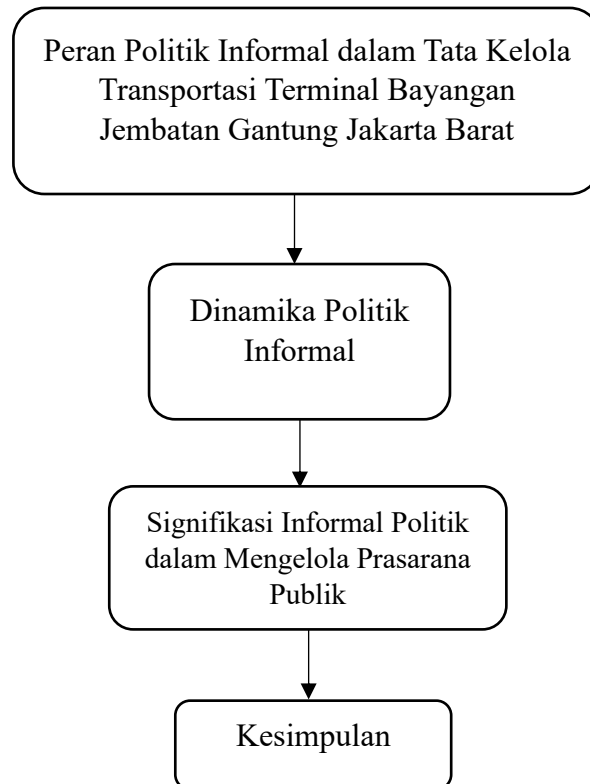 Peran Politik Informal dalam Tata Kelola
Transportasi Terminal Bayangan
Jembatan Gantung Jakarta Barat
Dinamika Politik
Informal
Signifikasi Informal Politik
dalam Mengelola Prasarana
Publik
Kesimpulan